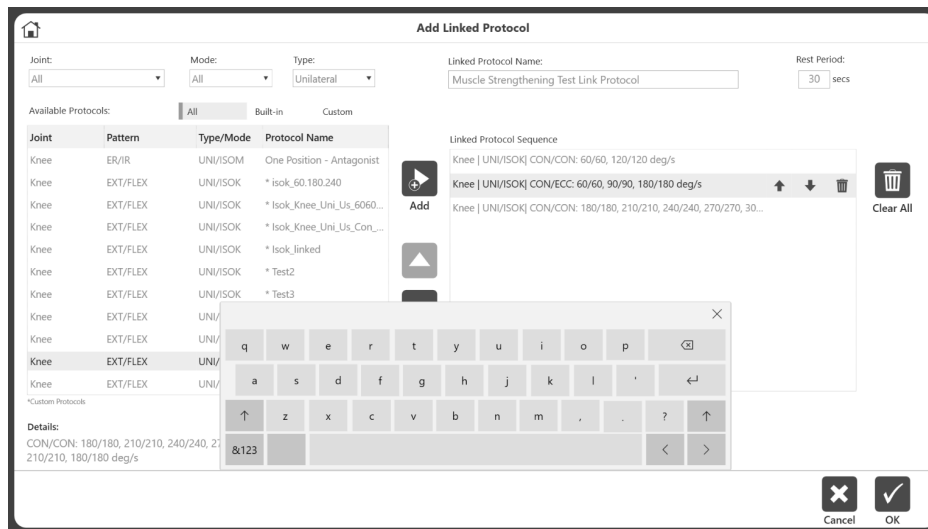 Add Linked Protocol
Joint: Mode: Type:
All All Unilateral
Linked Protocol Name: Rest Period:
Muscle Strengthening Test Link Protocol 30 secs
Available Protocols: All Built-in Custom
Joint Pattern Type/Mode Protocol Name
Knee ER/IR UNI/ISOM One Position - Antagonist
Knee EXT/FLEX UNI/ISOK * isok_60.180.240
Knee EXT/FLEX UNI/ISOK * Isok_Knee_Uni_Us_6060...
Knee EXT/FLEX UNI/ISOK * Isok_Knee_Uni_Us_Con_...
Knee EXT/FLEX UNI/ISOK * Isok_linked
Knee EXT/FLEX UNI/ISOK * Test2
Knee EXT/FLEX UNI/ISOK * Test3
Knee EXT/FLEX UNI/
Knee EXT/FLEX UNI/
Knee EXT/FLEX UNI/
Knee EXT/FLEX UNI/
*Custom Protocols
Details:
CON/CON: 180/180, 210/210, 240/240, 27
210/210, 180/180 deg/s
Add
Linked Protocol Sequence
Knee | UNI/ISOK| CON/CON: 60/60, 120/120 deg/s
Knee | UNI/ISOK| CON/ECC: 60/60, 90/90, 180/180 deg/s
Knee | UNI/ISOK| CON/CON: 180/180, 210/210, 240/240, 270/270, 30...
Clear All
q w e r t y u i o p
a s d f g h j k l '
z x c v b n m , . ?
&123 < >
Cancel OK